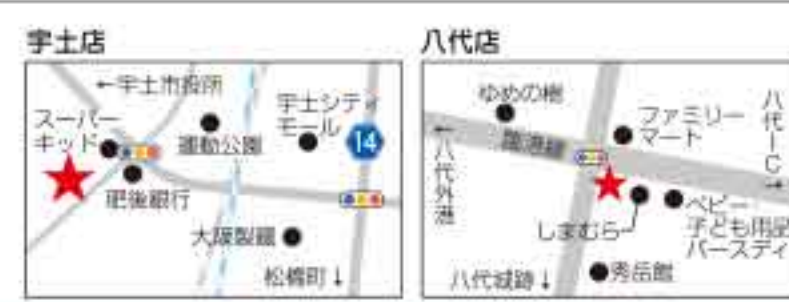 宇土店
←宇土市役所
スーパー
キッド
運動公園
宇土シティ
モール
14
肥後銀行
大阪製鐵
松橋町↓
八代店
ゆめの樹
ファミリー
マート
八代IC→
臨港線
←八代外港
しまむら
ベビー
子ども用品
バースディ
八代城跡↓
秀岳館